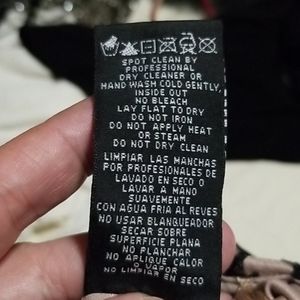 SPOT CLEAN BY
PROFESSIONAL
DRY CLEANER OR
HAND WASH COLD GENTLY,
INSIDE OUT
NO BLEACH
LAY FLAT TO DRY
DO NOT IRON
DO NOT APPLY HEAT
OR STEAM
DO NOT DRY CLEAN
LIMPIAR LAS MANCHAS
POR PROFESIONALES DE
LAVADO EN SECO O
LAVAR A MANO
SUAVEMENTE
CON AGUA FRIA AL REVES
NO USAR BLANQUEADOR
SECAR SOBRE
SUPERFICIE PLANA
NO PLANCHAR
NO APLIQUE CALOR
O VAPOR
NO LIMPIAR EN SECO